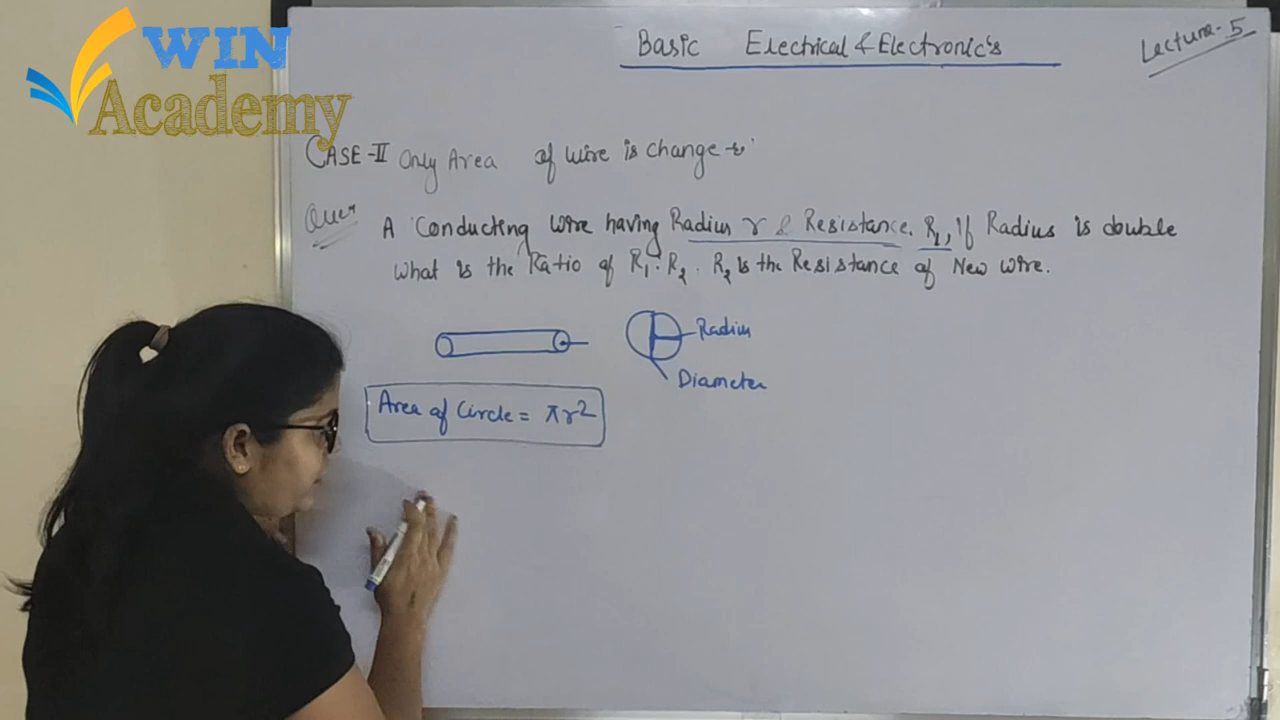 WIN
Academy
Basic Electrical & Electronic's
Lecture-5
CASE-II Only Area of wire is change
Ques
A Conducting wire having Radius r & Resistance. R₁, If Radius is double
what is the Ratio of R₁:R₂. R₂ is the Resistance of New wire.
Radius
Diameter
Area of Circle = πr²